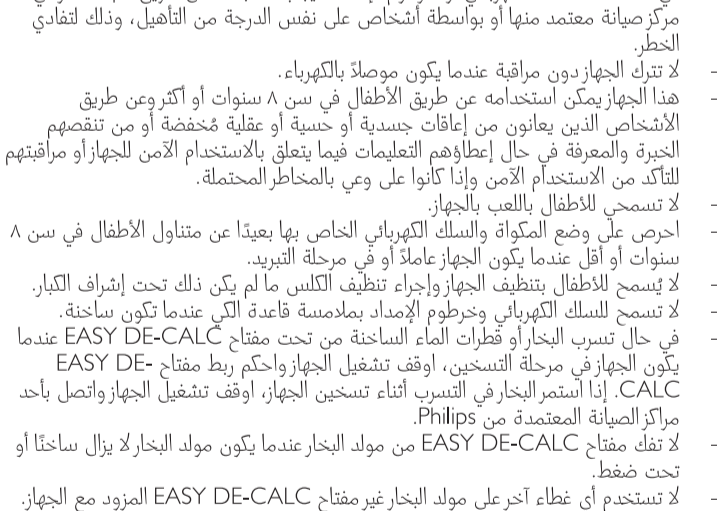 مركز صيانة معتمد منها أو بواسطة أشخاص على نفس الدرجة من التأهيل، وذلك لتفادي
الخطر.
- لا تترك الجهاز دون مراقبة عندما يكون موصلاً بالكهرباء.
- هذا الجهاز يمكن استخدامه عن طريق الأطفال في سن ٨ سنوات أو أكثر وعن طريق
الأشخاص الذين يعانون من إعاقات جسدية أو حسية أو عقلية مُخفضة أو من تنقصهم
الخبرة والمعرفة في حال إعطاؤهم التعليمات فيما يتعلق بالاستخدام الآمن للجهاز أو مراقبتهم
للتأكد من الاستخدام الآمن وإذا كانوا على وعي بالمخاطر المحتملة.
- لا تسمحي للأطفال باللعب بالجهاز.
- احرص على وضع المكواة والسلك الكهربائي الخاص بها بعيدًا عن متناول الأطفال في سن ٨
سنوات أو أقل عندما يكون الجهاز عاملاً أو في مرحلة التبريد.
- لا يُسمح للأطفال بتنظيف الجهاز وإجراء تنظيف الكلس ما لم يكن ذلك تحت إشراف الكبار.
- لا تسمح للسلك الكهربائي وخرطوم الإمداد بملامسة قاعدة الكي عندما تكون ساخنة.
- في حال تسرب البخار أو قطرات الماء الساخنة من تحت مفتاح EASY DE-CALC عندما
يكون الجهاز في مرحلة التسخين، اوقف تشغيل الجهاز واحكم ربط مفتاح EASY DE-
CALC. إذا استمر البخار في التسرب أثناء تسخين الجهاز، اوقف تشغيل الجهاز واتصل بأحد
مراكز الصيانة المعتمدة من Philips.
- لا تفك مفتاح EASY DE-CALC من مولد البخار عندما يكون مولد البخار لا يزال ساخنًا أو
تحت ضغط.
- لا تستخدم أي غطاء آخر على مولد البخار غير مفتاح EASY DE-CALC المزود مع الجهاز.